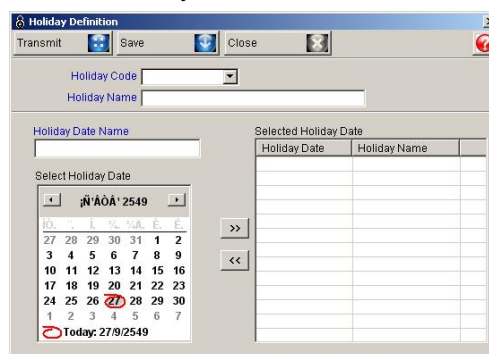 Holiday Definition
Transmit Save Close
Holiday Code
Holiday Name
Holiday Date Name
Selected Holiday Date
Holiday Date Holiday Name
Select Holiday Date
¡Ñ'ÂÒÂ' 2549
>>
27 28 29 30 31 1 2
3 4 5 6 7 8 9
<<
10 11 12 13 14 15 16
17 18 19 20 21 22 23
24 25 26 27 28 29 30
1 2 3 4 5 6 7
Today: 27/9/2549